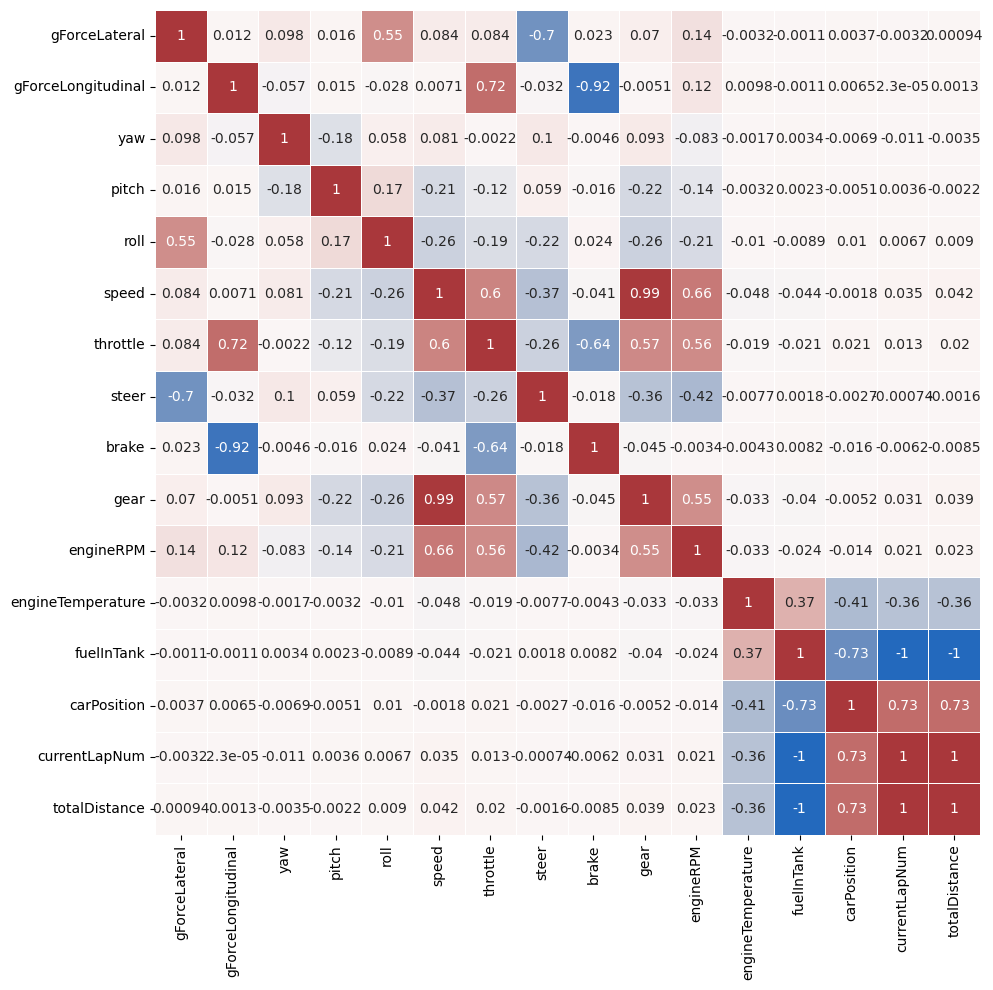 gForceLateral 1 0.012 0.098 0.016 0.55 0.084 0.084 -0.7 0.023 0.07 0.14 -0.0032 -0.0011 0.0037 -0.0032 0.00094
gForceLongitudinal 0.012 1 -0.057 0.015 -0.028 0.0071 0.72 -0.032 -0.92 -0.0051 0.12 0.0098 -0.0011 0.0065 2.3e-05 0.0013
yaw 0.098 -0.057 1 -0.18 0.058 0.081 -0.0022 0.1 -0.0046 0.093 -0.083 -0.0017 0.0034 -0.0069 -0.011 -0.0035
pitch 0.016 0.015 -0.18 1 0.17 -0.21 -0.12 0.059 -0.016 -0.22 -0.14 -0.0032 0.0023 -0.0051 0.0036 -0.0022
roll 0.55 -0.028 0.058 0.17 1 -0.26 -0.19 -0.22 0.024 -0.26 -0.21 -0.01 -0.0089 0.01 0.0067 0.009
speed 0.084 0.0071 0.081 -0.21 -0.26 1 0.6 -0.37 -0.041 0.99 0.66 -0.048 -0.044 -0.0018 0.035 0.042
throttle 0.084 0.72 -0.0022 -0.12 -0.19 0.6 1 -0.26 -0.64 0.57 0.56 -0.019 -0.021 0.021 0.013 0.02
steer -0.7 -0.032 0.1 0.059 -0.22 -0.37 -0.26 1 -0.018 -0.36 -0.42 -0.0077 0.0018 -0.0027 -0.00074 -0.0016
brake 0.023 -0.92 -0.0046 -0.016 0.024 -0.041 -0.64 -0.018 1 -0.045 -0.0034 -0.0043 0.0082 -0.016 -0.0062 -0.0085
gear 0.07 -0.0051 0.093 -0.22 -0.26 0.99 0.57 -0.36 -0.045 1 0.55 -0.033 -0.04 -0.0052 0.031 0.039
engineRPM 0.14 0.12 -0.083 -0.14 -0.21 0.66 0.56 -0.42 -0.0034 0.55 1 -0.033 -0.024 -0.014 0.021 0.023
engineTemperature -0.0032 0.0098 -0.0017 -0.0032 -0.01 -0.048 -0.019 -0.0077 -0.0043 -0.033 -0.033 1 0.37 -0.41 -0.36 -0.36
fuelInTank -0.0011 -0.0011 0.0034 0.0023 -0.0089 -0.044 -0.021 0.0018 0.0082 -0.04 -0.024 0.37 1 -0.73 -1 -1
carPosition 0.0037 0.0065 -0.0069 -0.0051 0.01 -0.0018 0.021 -0.0027 -0.016 -0.0052 -0.014 -0.41 -0.73 1 0.73 0.73
currentLapNum -0.0032 2.3e-05 -0.011 0.0036 0.0067 0.035 0.013 -0.00074 -0.0062 0.031 0.021 -0.36 -1 0.73 1 1
totalDistance 0.00094 0.0013 -0.0035 -0.0022 0.009 0.042 0.02 -0.0016 -0.0085 0.039 0.023 -0.36 -1 0.73 1 1
gForceLateral
gForceLongitudinal
yaw
pitch
roll
speed
throttle
steer
brake
gear
engineRPM
engineTemperature
fuelInTank
carPosition
currentLapNum
totalDistance